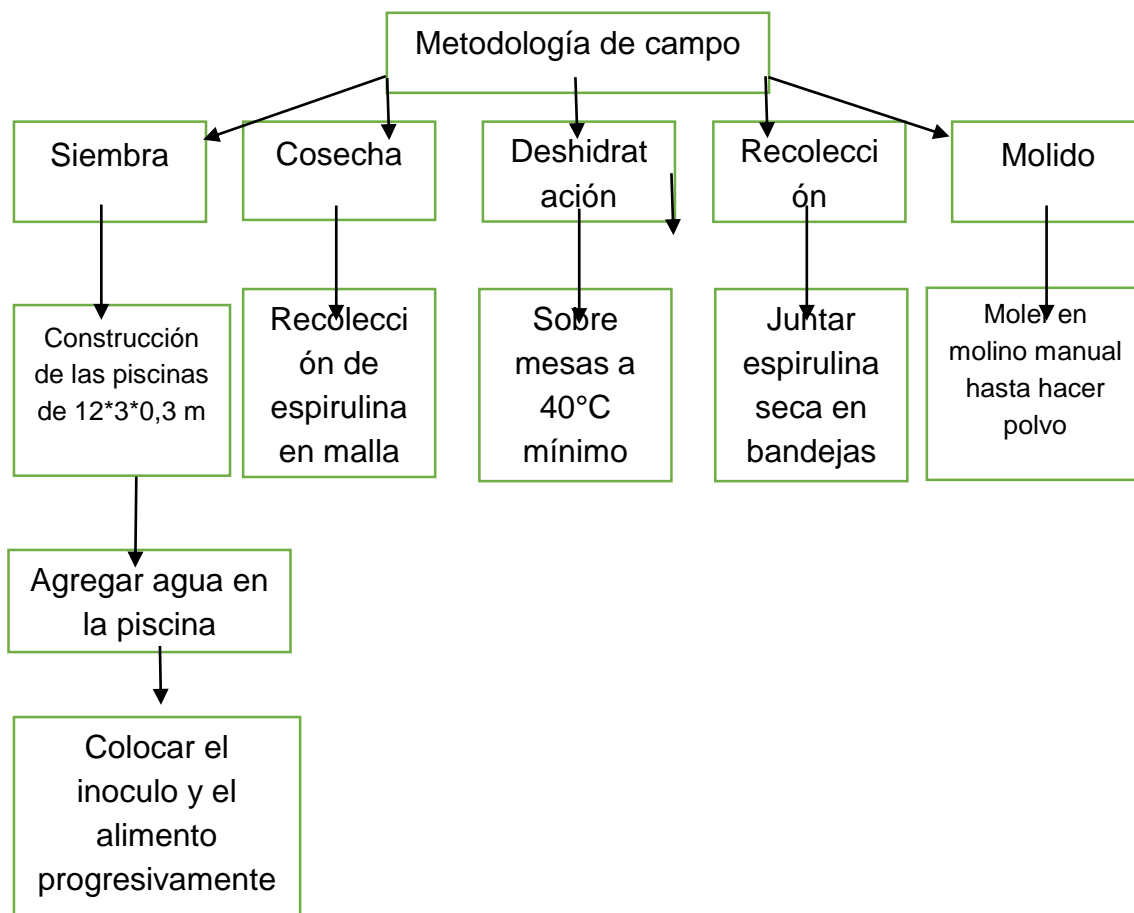 Metodología de campo
Siembra
Cosecha
Deshidrat
ación
Recolecci
ón
Molido
Construcción
de las piscinas
de 12*3*0,3 m
Recolecci
ón de
espirulina
en malla
Sobre
mesas a
40°C
mínimo
Juntar
espirulina
seca en
bandejas
Moler en
molino manual
hasta hacer
polvo
Agregar agua en
la piscina
Colocar el
inoculo y el
alimento
progresivamente